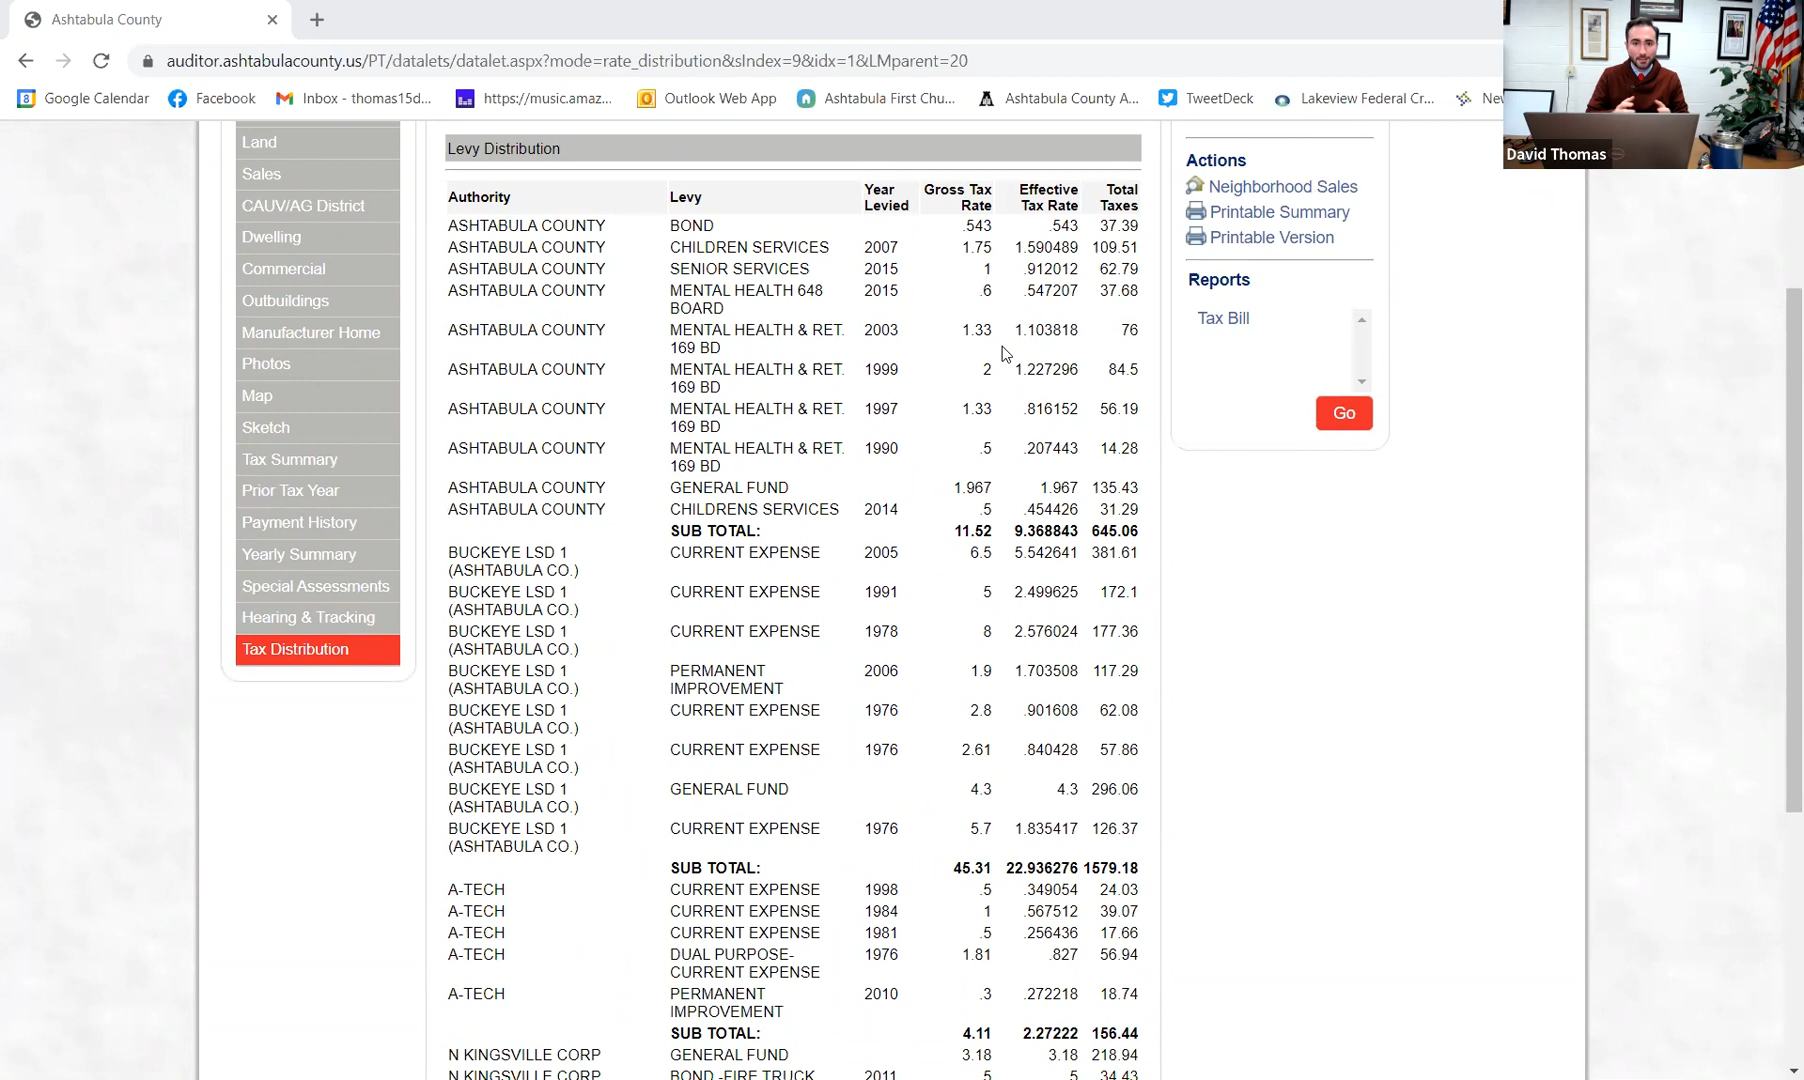 Ashtabula County
auditor.ashtabulacounty.us/PT/datalets/datalet.aspx?mode=rate_distribution&sIndex=9&idx=1&LMparent=20
8 Google Calendar Facebook Inbox - thomas15d... https://music.amaz... Outlook Web App Ashtabula First Chu... Ashtabula County A... TweetDeck Lakeview Federal Cr... Nev
David Thomas
Land
Sales
CAUV/AG District
Dwelling
Commercial
Outbuildings
Manufacturer Home
Photos
Map
Sketch
Tax Summary
Prior Tax Year
Payment History
Yearly Summary
Special Assessments
Hearing & Tracking
Tax Distribution
Levy Distribution
Authority Levy Year Levied Gross Tax Rate Effective Tax Rate Total Taxes
ASHTABULA COUNTY BOND .543 .543 37.39
ASHTABULA COUNTY CHILDREN SERVICES 2007 1.75 1.590489 109.51
ASHTABULA COUNTY SENIOR SERVICES 2015 1 .912012 62.79
ASHTABULA COUNTY MENTAL HEALTH 648 2015 .6 .547207 37.68
BOARD
ASHTABULA COUNTY MENTAL HEALTH & RET. 2003 1.33 1.103818 76
169 BD
ASHTABULA COUNTY MENTAL HEALTH & RET. 1999 2 1.227296 84.5
169 BD
ASHTABULA COUNTY MENTAL HEALTH & RET. 1997 1.33 .816152 56.19
169 BD
ASHTABULA COUNTY MENTAL HEALTH & RET. 1990 .5 .207443 14.28
169 BD
ASHTABULA COUNTY GENERAL FUND 1.967 1.967 135.43
ASHTABULA COUNTY CHILDRENS SERVICES 2014 .5 .454426 31.29
SUB TOTAL: 11.52 9.368843 645.06
BUCKEYE LSD 1 CURRENT EXPENSE 2005 6.5 5.542641 381.61
(ASHTABULA CO.)
BUCKEYE LSD 1 CURRENT EXPENSE 1991 5 2.499625 172.1
(ASHTABULA CO.)
BUCKEYE LSD 1 CURRENT EXPENSE 1978 8 2.576024 177.36
(ASHTABULA CO.)
BUCKEYE LSD 1 PERMANENT 2006 1.9 1.703508 117.29
(ASHTABULA CO.) IMPROVEMENT
BUCKEYE LSD 1 CURRENT EXPENSE 1976 2.8 .901608 62.08
(ASHTABULA CO.)
BUCKEYE LSD 1 CURRENT EXPENSE 1976 2.61 .840428 57.86
(ASHTABULA CO.)
BUCKEYE LSD 1 GENERAL FUND 4.3 4.3 296.06
(ASHTABULA CO.)
BUCKEYE LSD 1 CURRENT EXPENSE 1976 5.7 1.835417 126.37
(ASHTABULA CO.)
SUB TOTAL: 45.31 22.936276 1579.18
A-TECH CURRENT EXPENSE 1998 .5 .349054 24.03
A-TECH CURRENT EXPENSE 1984 1 .567512 39.07
A-TECH CURRENT EXPENSE 1981 .5 .256436 17.66
A-TECH DUAL PURPOSE- 1976 1.81 .827 56.94
CURRENT EXPENSE
A-TECH PERMANENT 2010 .3 .272218 18.74
IMPROVEMENT
SUB TOTAL: 4.11 2.27222 156.44
N KINGSVILLE CORP GENERAL FUND 3.18 3.18 218.94
N KINGSVILLE CORP BOND -FIRE TRUCK 2011 .5 .5 34.43
Actions
Neighborhood Sales
Printable Summary
Printable Version
Reports
Tax Bill
Go